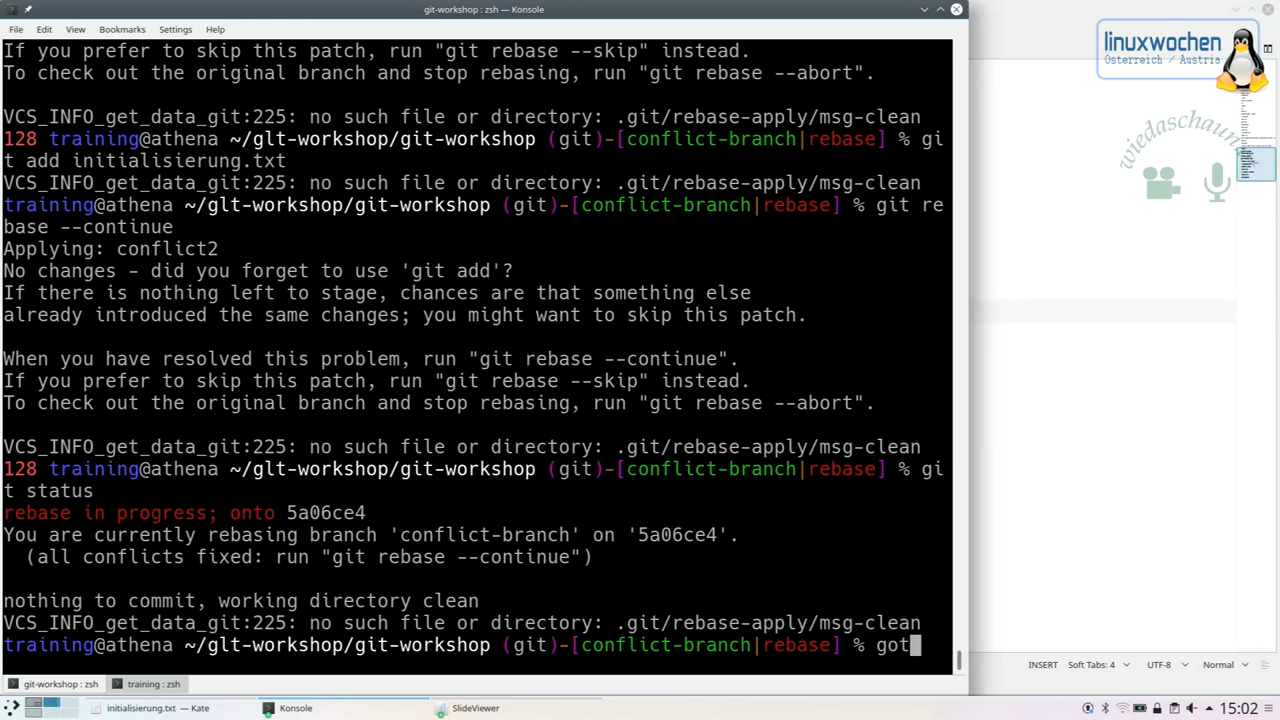 git-workshop : zsh — Konsole
File Edit View Bookmarks Settings Help
If you prefer to skip this patch, run "git rebase --skip" instead.
To check out the original branch and stop rebasing, run "git rebase --abort".
VCS_INFO_get_data_git:225: no such file or directory: .git/rebase-apply/msg-clean
128 training@athena ~/glt-workshop/git-workshop (git)-[conflict-branch|rebase] % gi
t add initialisierung.txt
VCS_INFO_get_data_git:225: no such file or directory: .git/rebase-apply/msg-clean
training@athena ~/glt-workshop/git-workshop (git)-[conflict-branch|rebase] % git re
base --continue
Applying: conflict2
No changes - did you forget to use 'git add'?
If there is nothing left to stage, chances are that something else
already introduced the same changes; you might want to skip this patch.
When you have resolved this problem, run "git rebase --continue".
If you prefer to skip this patch, run "git rebase --skip" instead.
To check out the original branch and stop rebasing, run "git rebase --abort".
VCS_INFO_get_data_git:225: no such file or directory: .git/rebase-apply/msg-clean
128 training@athena ~/glt-workshop/git-workshop (git)-[conflict-branch|rebase] % gi
t status
rebase in progress; onto 5a06ce4
You are currently rebasing branch 'conflict-branch' on '5a06ce4'.
(all conflicts fixed: run "git rebase --continue")
nothing to commit, working directory clean
VCS_INFO_get_data_git:225: no such file or directory: .git/rebase-apply/msg-clean
training@athena ~/glt-workshop/git-workshop (git)-[conflict-branch|rebase] % got
git-workshop : zsh training : zsh
linuxwochen
Österreich / Austria
wiedaschaun
INSERT Soft Tabs: 4 UTF-8 Normal
initialisierung.txt — Kate Konsole SlideViewer 15:02